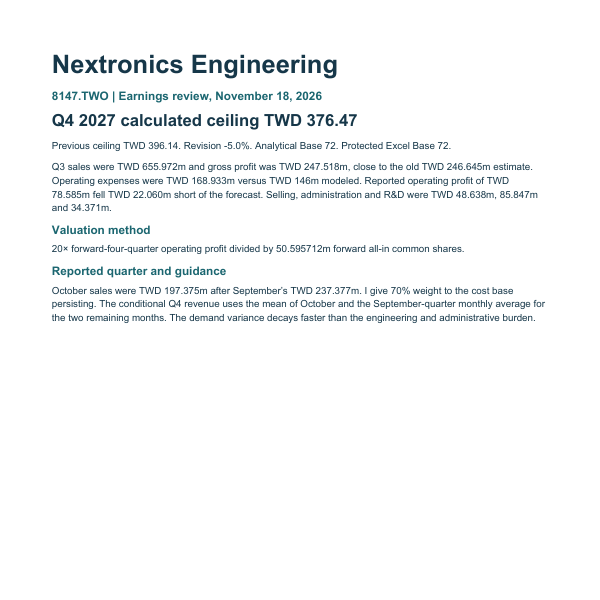 Nextronics Engineering
8147.TWO | Earnings review, November 18, 2026
Q4 2027 calculated ceiling TWD 376.47
Previous ceiling TWD 396.14. Revision -5.0%. Analytical Base 72. Protected Excel Base 72.
Q3 sales were TWD 655.972m and gross profit was TWD 247.518m, close to the old TWD 246.645m estimate.
Operating expenses were TWD 168.933m versus TWD 146m modeled. Reported operating profit of TWD
78.585m fell TWD 22.060m short of the forecast. Selling, administration and R&D were TWD 48.638m, 85.847m
and 34.371m.
Valuation method
20× forward-four-quarter operating profit divided by 50.595712m forward all-in common shares.
Reported quarter and guidance
October sales were TWD 197.375m after September’s TWD 237.377m. I give 70% weight to the cost base
persisting. The conditional Q4 revenue uses the mean of October and the September-quarter monthly average for
the two remaining months. The demand variance decays faster than the engineering and administrative burden.